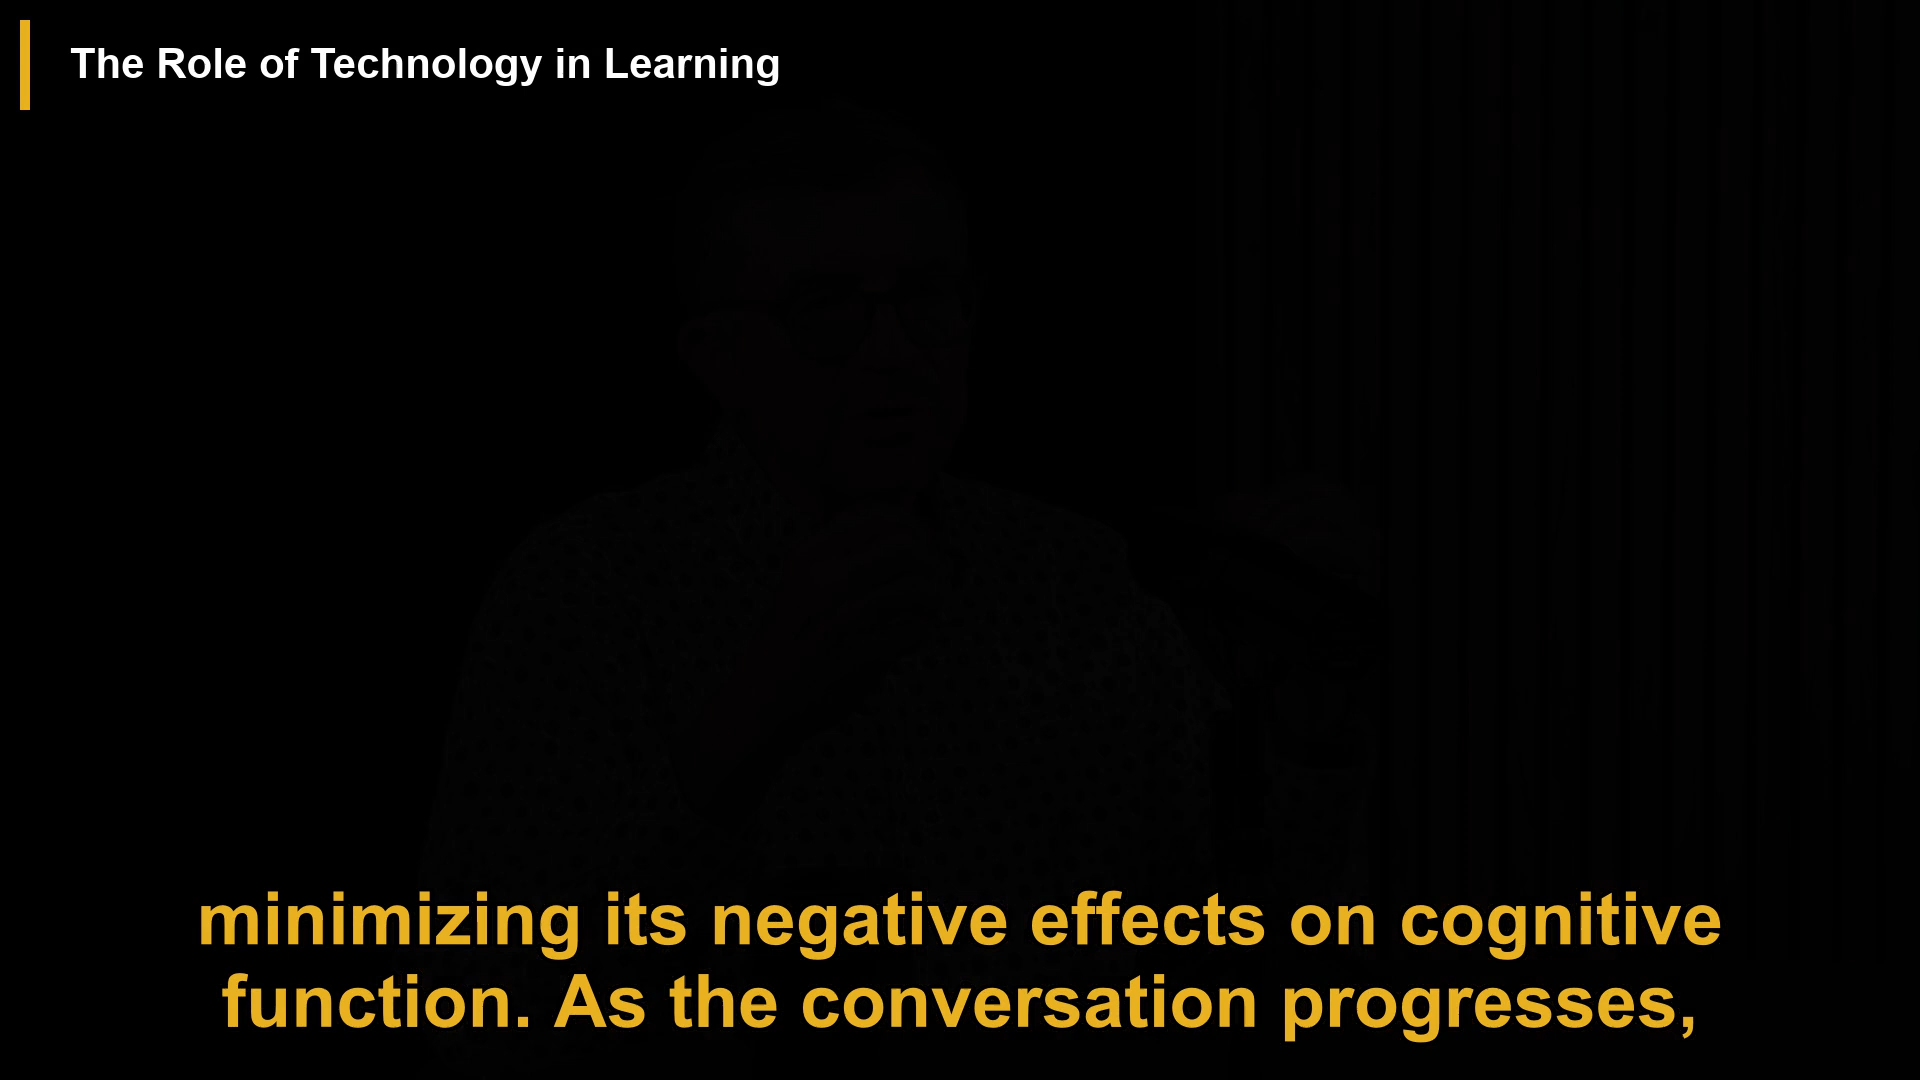 The Role of Technology in Learning
minimizing its negative effects on cognitive
function. As the conversation progresses,